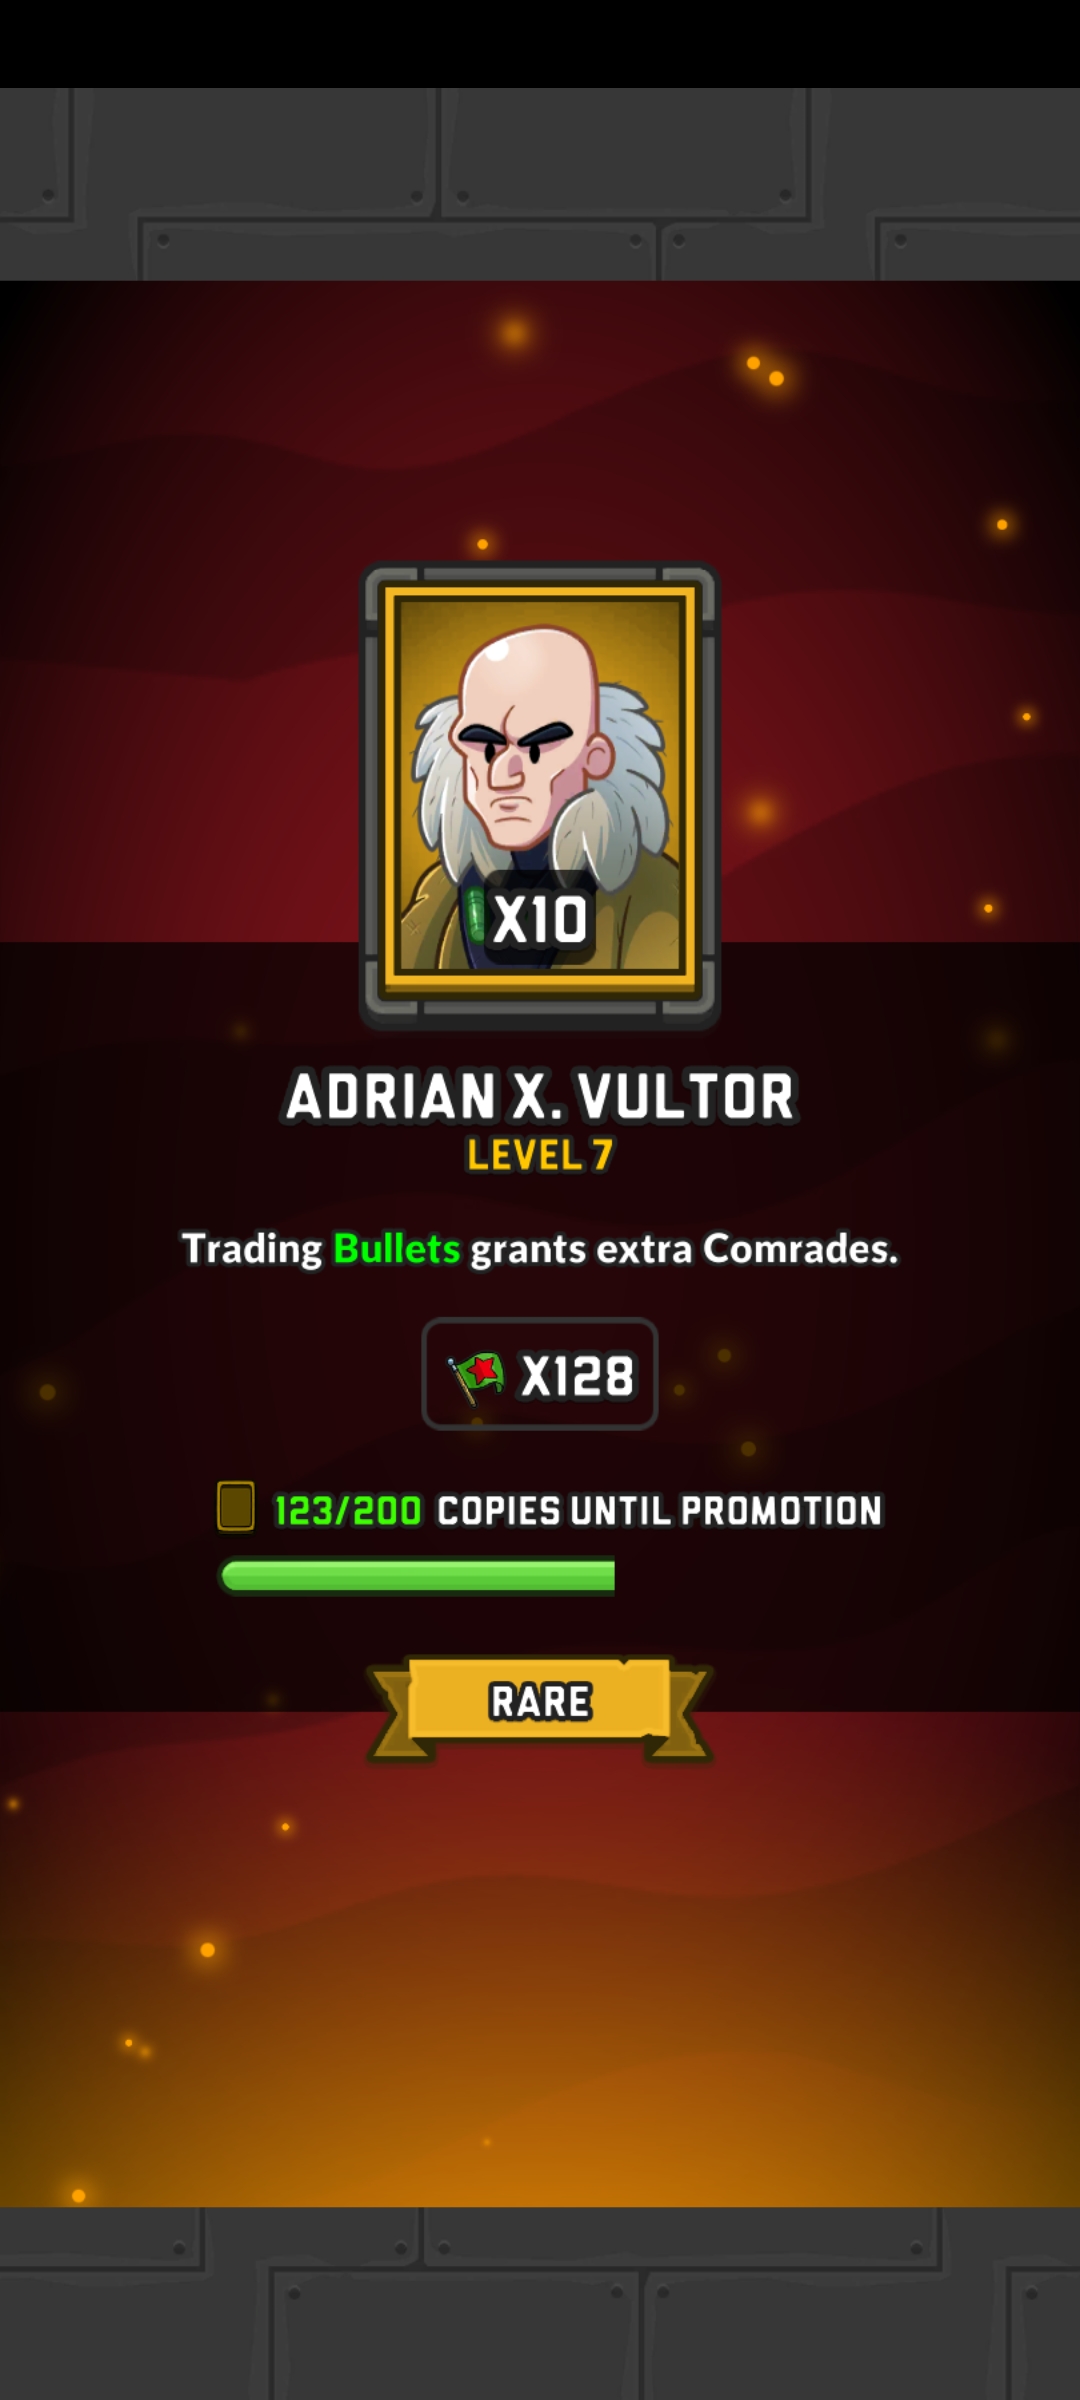 X10
ADRIAN X. VULTOR
LEVEL 7
Trading Bullets grants extra Comrades.
X128
123/200 COPIES UNTIL PROMOTION
RARE